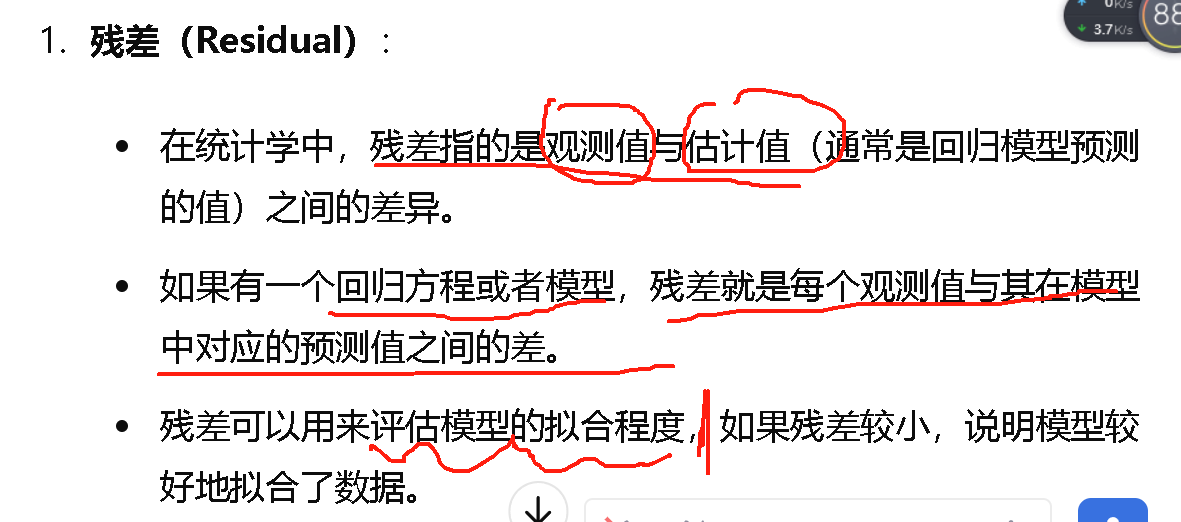 0K/s
3.7K/s
88
1. 残差（Residual）：
• 在统计学中，残差指的是观测值与估计值（通常是回归模型预测
的值）之间的差异。
• 如果有一个回归方程或者模型，残差就是每个观测值与其在模型
中对应的预测值之间的差。
• 残差可以用来评估模型的拟合程度，如果残差较小，说明模型较
好地拟合了数据。